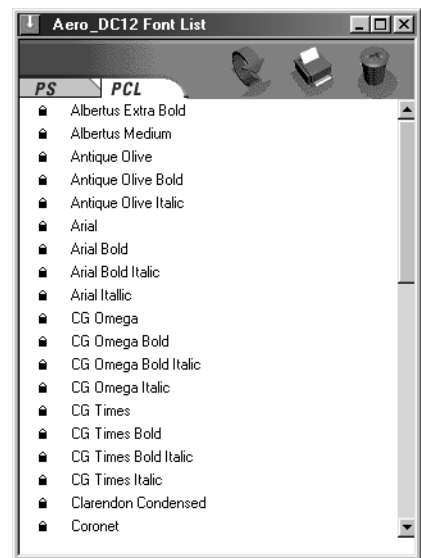 Aero_DC12 Font List
PS PCL
Albertus Extra Bold
Albertus Medium
Antique Olive
Antique Olive Bold
Antique Olive Italic
Arial
Arial Bold
Arial Bold Italic
Arial Itallic
CG Omega
CG Omega Bold
CG Omega Bold Italic
CG Omega Italic
CG Times
CG Times Bold
CG Times Bold Italic
CG Times Italic
Clarendon Condensed
Coronet